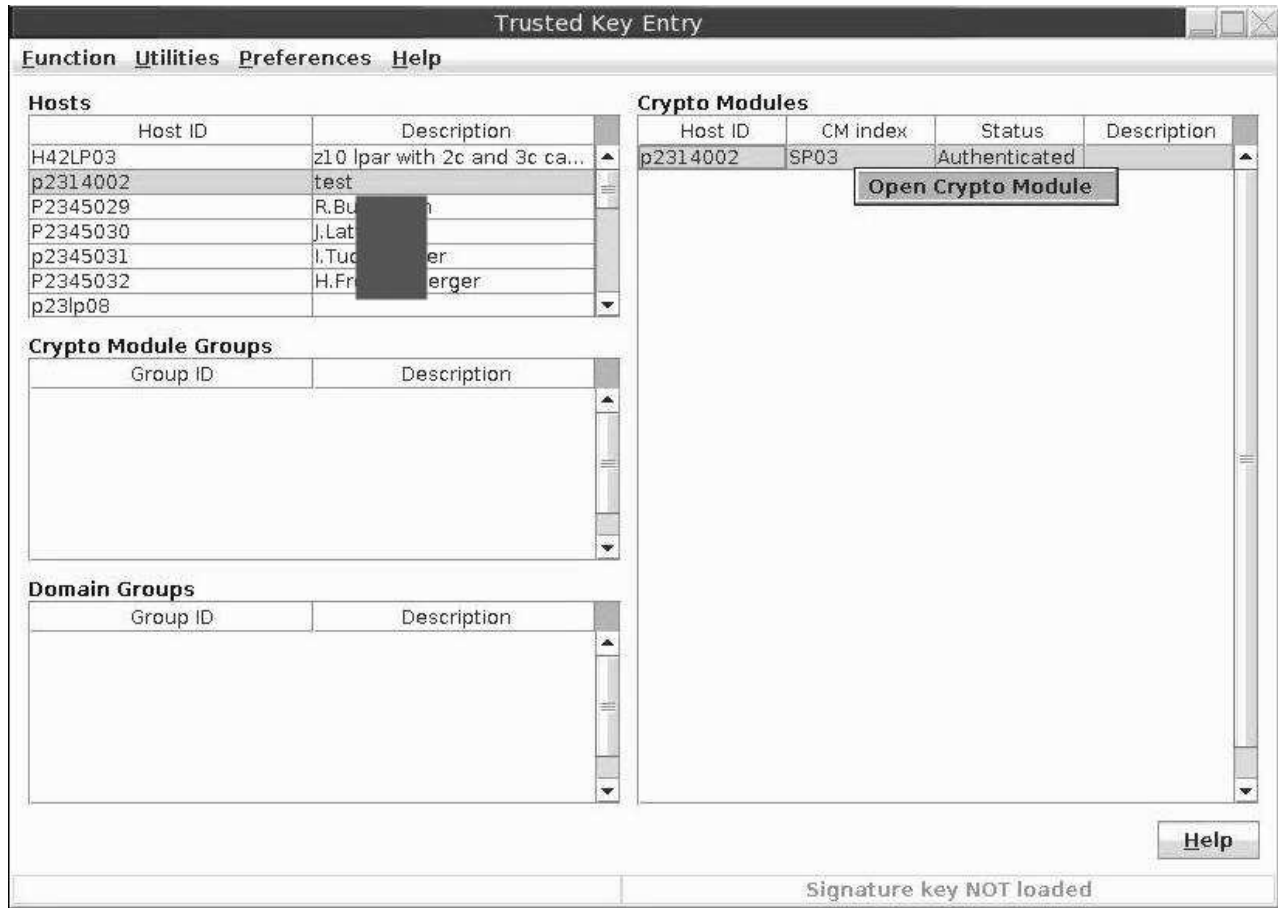 Trusted Key Entry
Function Utilities Preferences Help
Hosts
Host ID Description
H42LP03 z10 lpar with 2c and 3c ca...
p2314002 test
P2345029
P2345030
p2345031
P2345032
p23lp08
Crypto Module Groups
Group ID Description
Domain Groups
Group ID Description
Crypto Modules
Host ID CM index Status Description
p2314002 SP03 Authenticated
Open Crypto Module
Help
Signature key NOT loaded